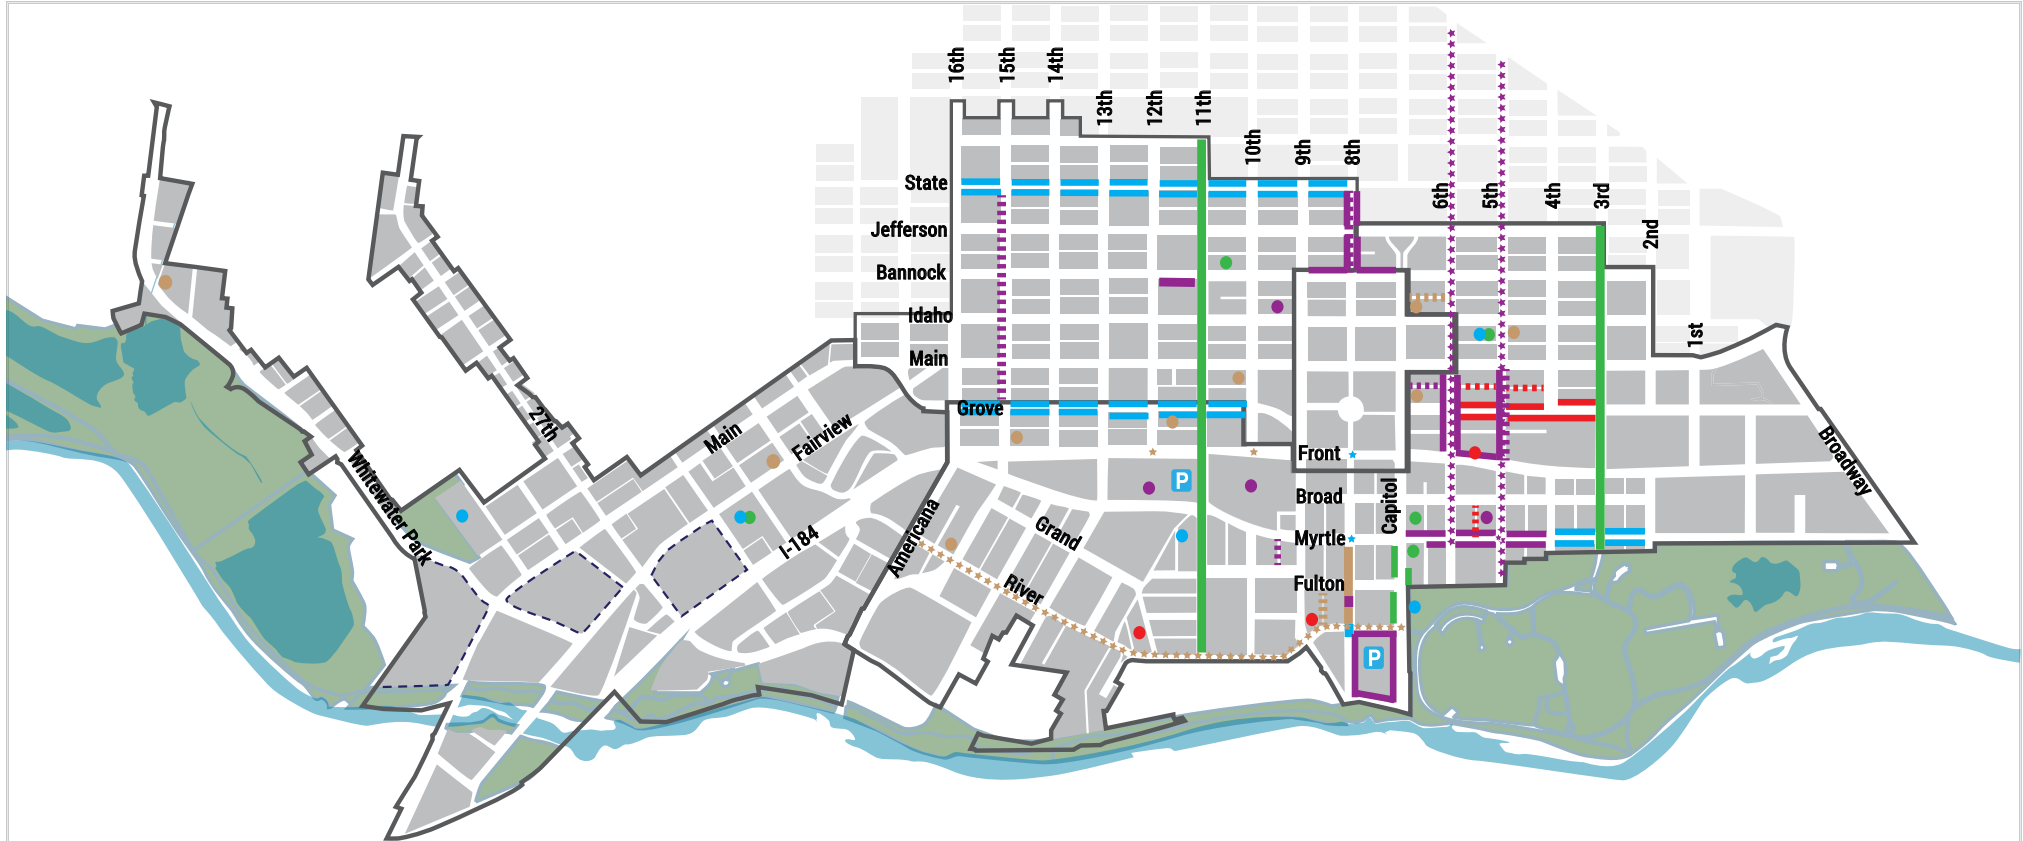 16th
15th
14th
13th
12th
11th
10th
9th
8th
6th
5th
4th
3rd
2nd
1st
State
Jefferson
Bannock
Idaho
Main
Grove
27th
Main
Fairview
Front
Broad
Capitol
Myrtle
Fulton
Broadway
Whitewater Park
I-184
Americana
Grand
River
P
P